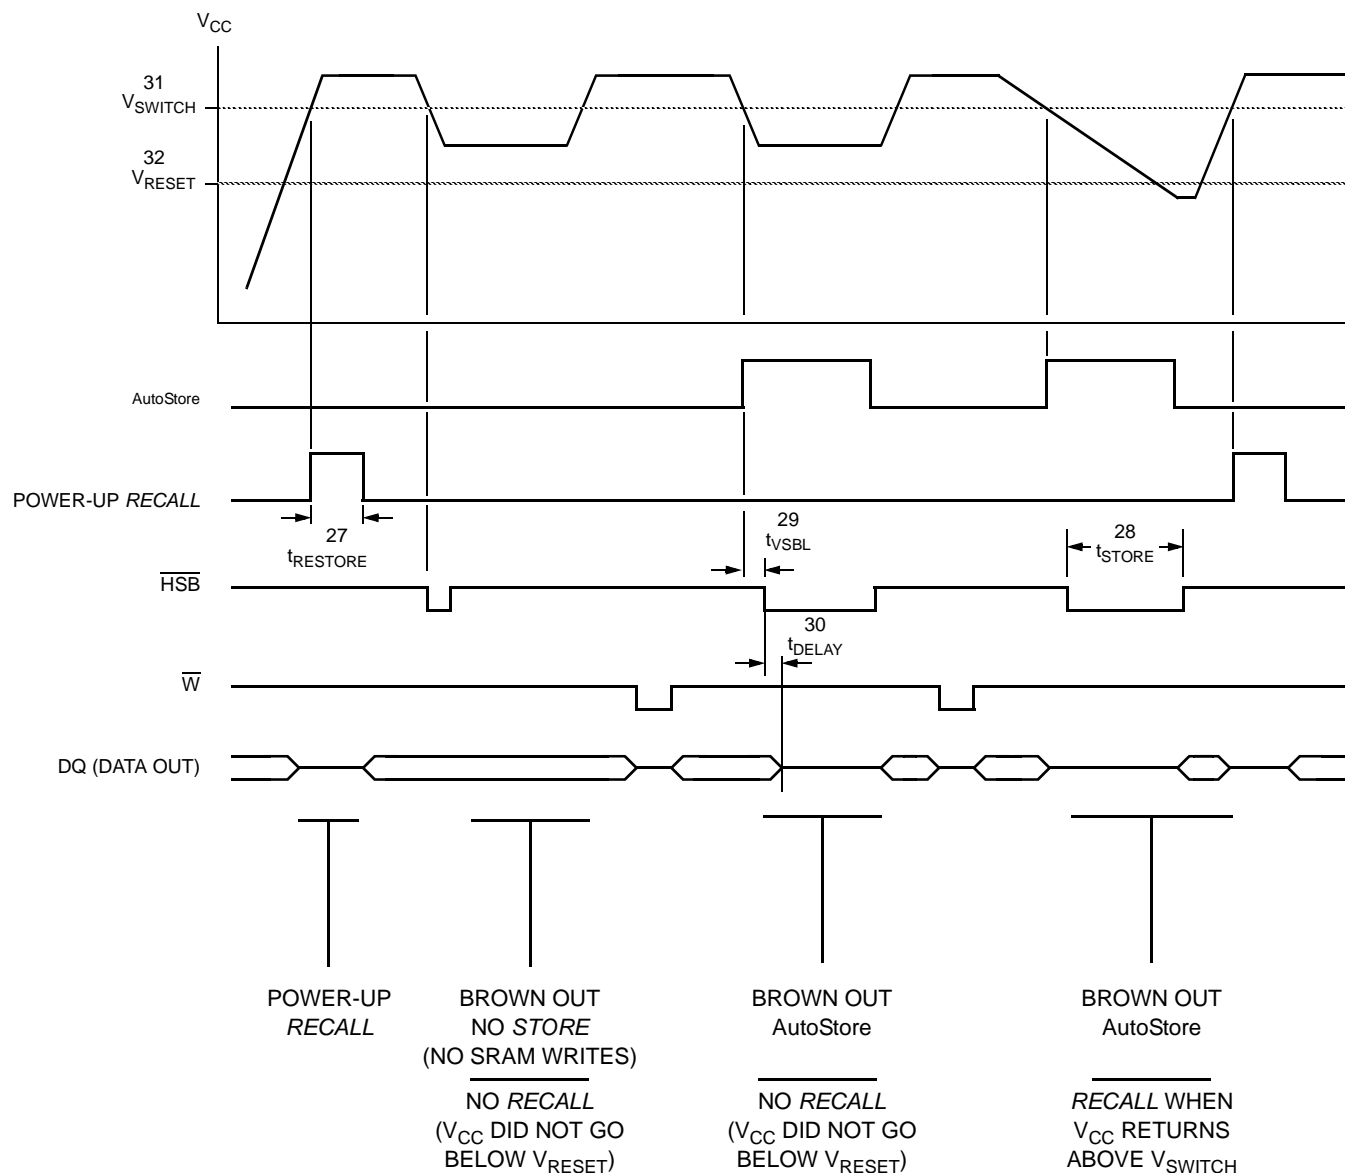 VCC
31
VSWITCH
32
VRESET
AutoStore
POWER-UP RECALL
27
tRESTORE
29
tVSBL
28
tSTORE
HSB
30
tDELAY
W
DQ (DATA OUT)
POWER-UP
RECALL
BROWN OUT
NO STORE
(NO SRAM WRITES)
NO RECALL
(VCC DID NOT GO
BELOW VRESET)
BROWN OUT
AutoStore
NO RECALL
(VCC DID NOT GO
BELOW VRESET)
BROWN OUT
AutoStore
RECALL WHEN
VCC RETURNS
ABOVE VSWITCH